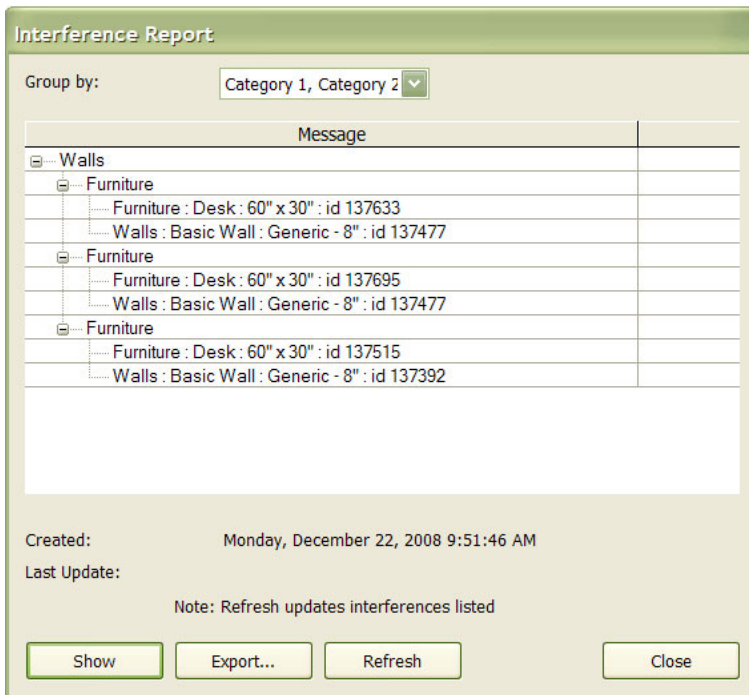 Interference Report
Group by: Category 1, Category 2
Message
Walls
Furniture
Furniture : Desk : 60" x 30" : id 137633
Walls : Basic Wall : Generic - 8" : id 137477
Furniture
Furniture : Desk : 60" x 30" : id 137695
Walls : Basic Wall : Generic - 8" : id 137477
Furniture
Furniture : Desk : 60" x 30" : id 137515
Walls : Basic Wall : Generic - 8" : id 137392
Created: Monday, December 22, 2008 9:51:46 AM
Last Update:
Note: Refresh updates interferences listed
Show Export... Refresh Close